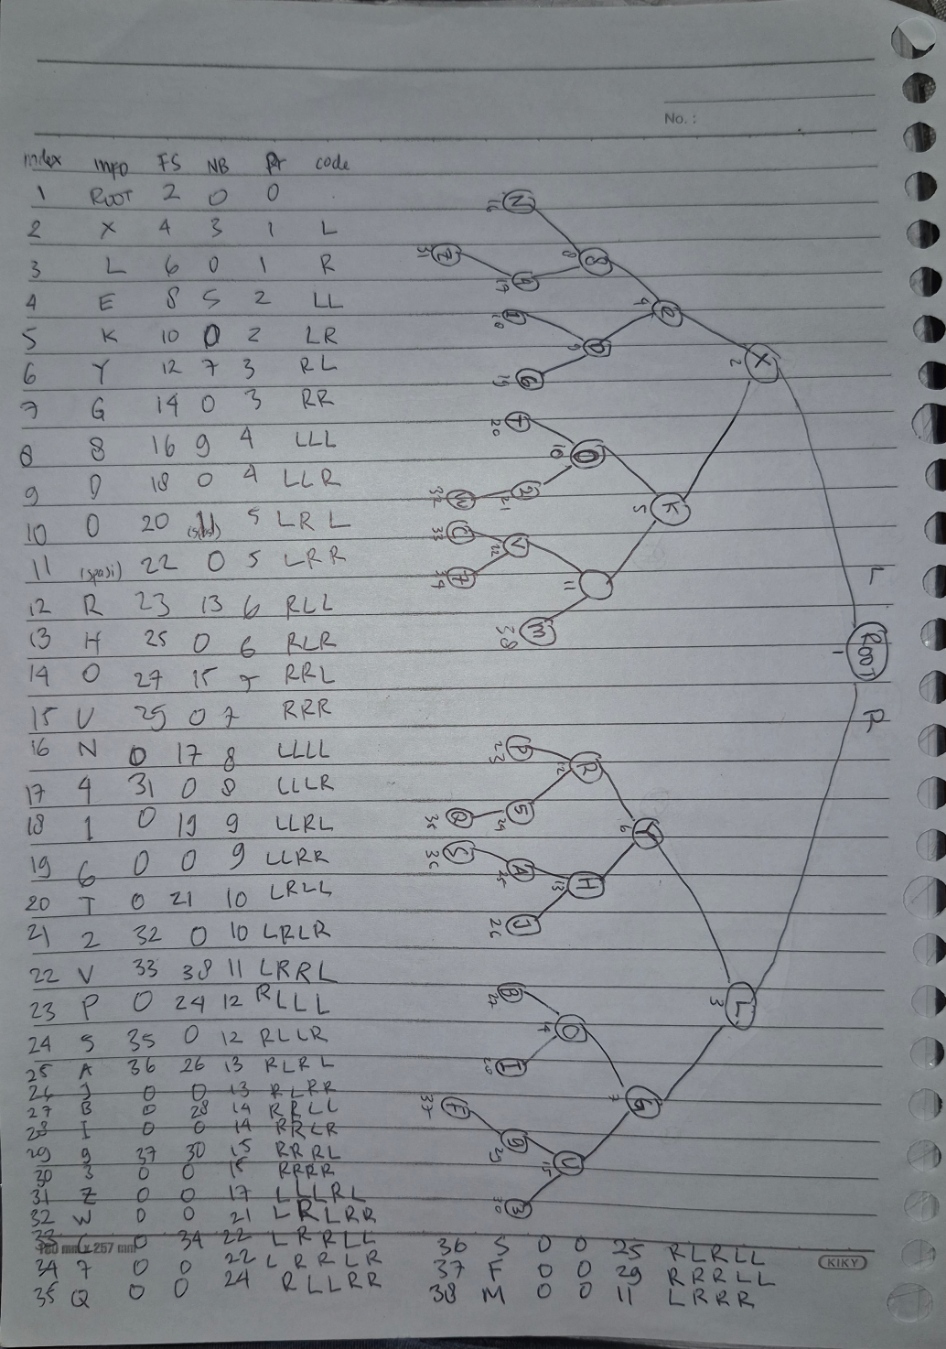 No. :
Index INFO FS NB PT code
1 ROOT 2 0 0
2 X 4 3 1 L
3 L 6 0 1 R
4 E 8 5 2 LL
5 K 10 0 2 LR
6 Y 12 7 3 RL
7 G 14 0 3 RR
8 8 16 9 4 LLL
9 D 18 0 4 LLR
10 0 20 5 LRL
11 (spasi) 22 0 5 LRR
12 R 23 13 6 RLL
13 H 25 0 6 RLR
14 O 27 15 7 RRL
15 U 29 0 7 RRR
16 N 0 17 8 LLLL
17 4 31 0 8 LLLR
18 1 0 19 9 LLRL
19 6 0 0 9 LLRR
20 T 0 21 10 LRLL
21 2 32 0 10 LRLR
22 V 33 38 11 LRRL
23 P 0 24 12 RLLL
24 5 35 0 12 RLLR
25 A 36 26 13 RLRL
26 J 0 0 13 RLRR
27 B 0 28 14 RRLL
28 I 0 0 14 RRLR
29 9 37 30 15 RRRL
30 3 0 0 15 RRRR
31 Z 0 0 17 LLLRL
32 W 0 0 21 LRLRR
33 C 0 34 22 LRRLL
34 7 0 0 22 LRRLR
35 Q 0 0 24 RLLRR
36 S 0 0 25 RLRLL
37 F 0 0 29 RRRLL
38 M 0 0 11 LRRR
N 16
8 8
Z 31
17
E 4
18
D 9
6 19
X 2
T 20
10
2 21
W 32
K 5
C 33
V 22
7 34
11
M 38
L
Root 1
R
P 23
R 12
5 24
Q 35
Y 6
S 36
A 25
H 13
J 26
L 3
B 27
O
I 28
G 7
F 37
9 29
U 15
3 30
180 mm x 257 mm
KIKY